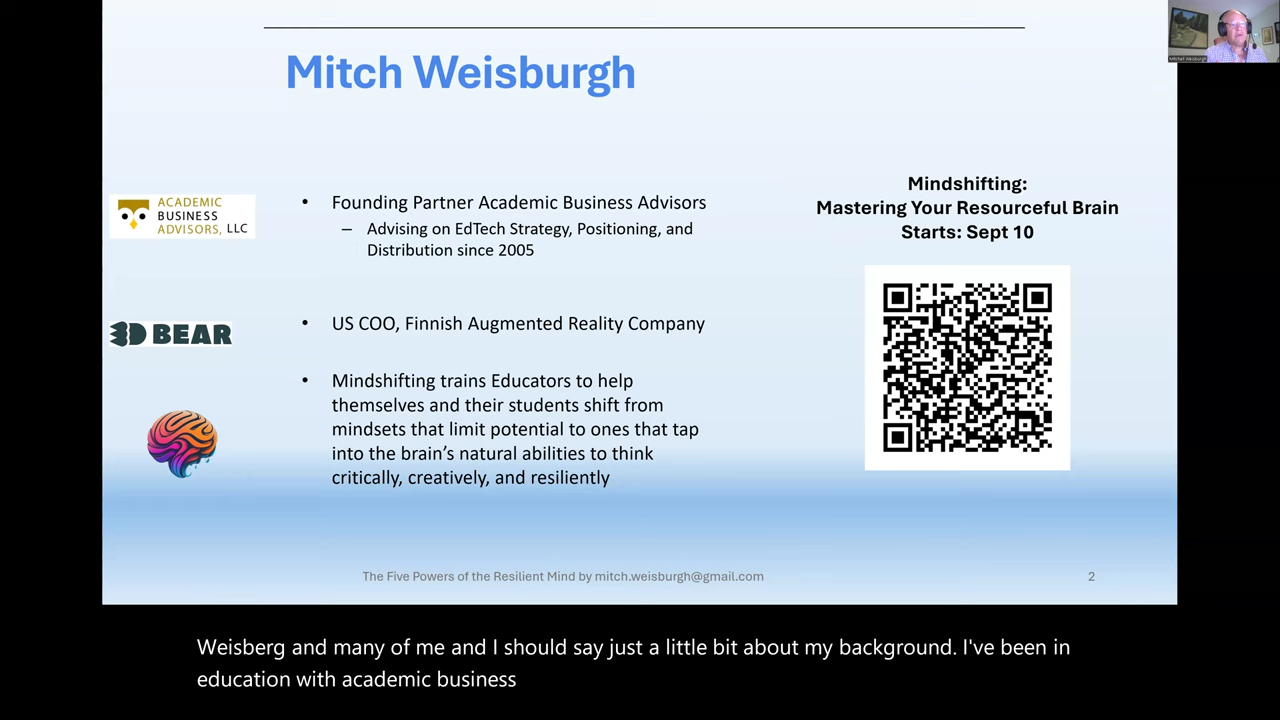 Mitch Weisburgh
ACADEMIC
BUSINESS
ADVISORS, LLC
• Founding Partner Academic Business Advisors
– Advising on EdTech Strategy, Positioning, and
Distribution since 2005
3D BEAR
• US COO, Finnish Augmented Reality Company
• Mindshifting trains Educators to help
themselves and their students shift from
mindsets that limit potential to ones that tap
into the brain’s natural abilities to think
critically, creatively, and resiliently
Mindshifting:
Mastering Your Resourceful Brain
Starts: Sept 10
The Five Powers of the Resilient Mind by mitch.weisburgh@gmail.com
2
Mitchell Weisburgh
Weisberg and many of me and I should say just a little bit about my background. I've been in
education with academic business